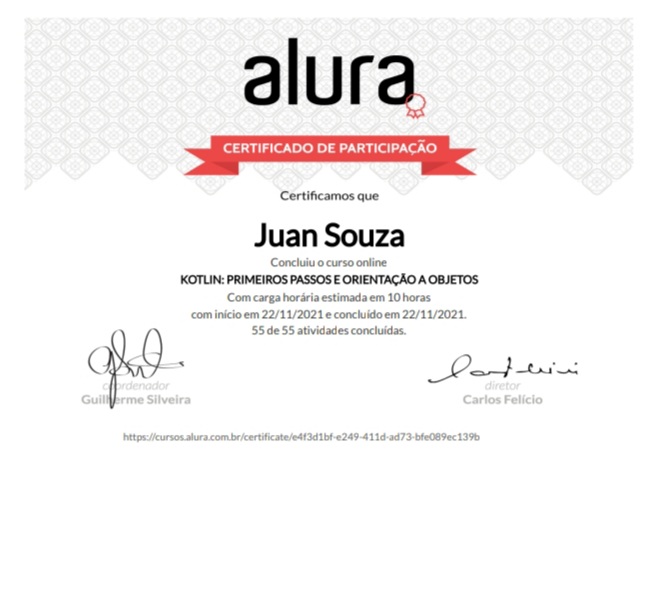 alura
CERTIFICADO DE PARTICIPAÇÃO
Certificamos que
Juan Souza
Concluiu o curso online
KOTLIN: PRIMEIROS PASSOS E ORIENTAÇÃO A OBJETOS
Com carga horária estimada em 10 horas
com início em 22/11/2021 e concluído em 22/11/2021.
55 de 55 atividades concluídas.
coordenador
Guilherme Silveira
diretor
Carlos Felício
https://cursos.alura.com.br/certificate/e4f3d1bf-e249-411d-ad73-bfe089ec139b